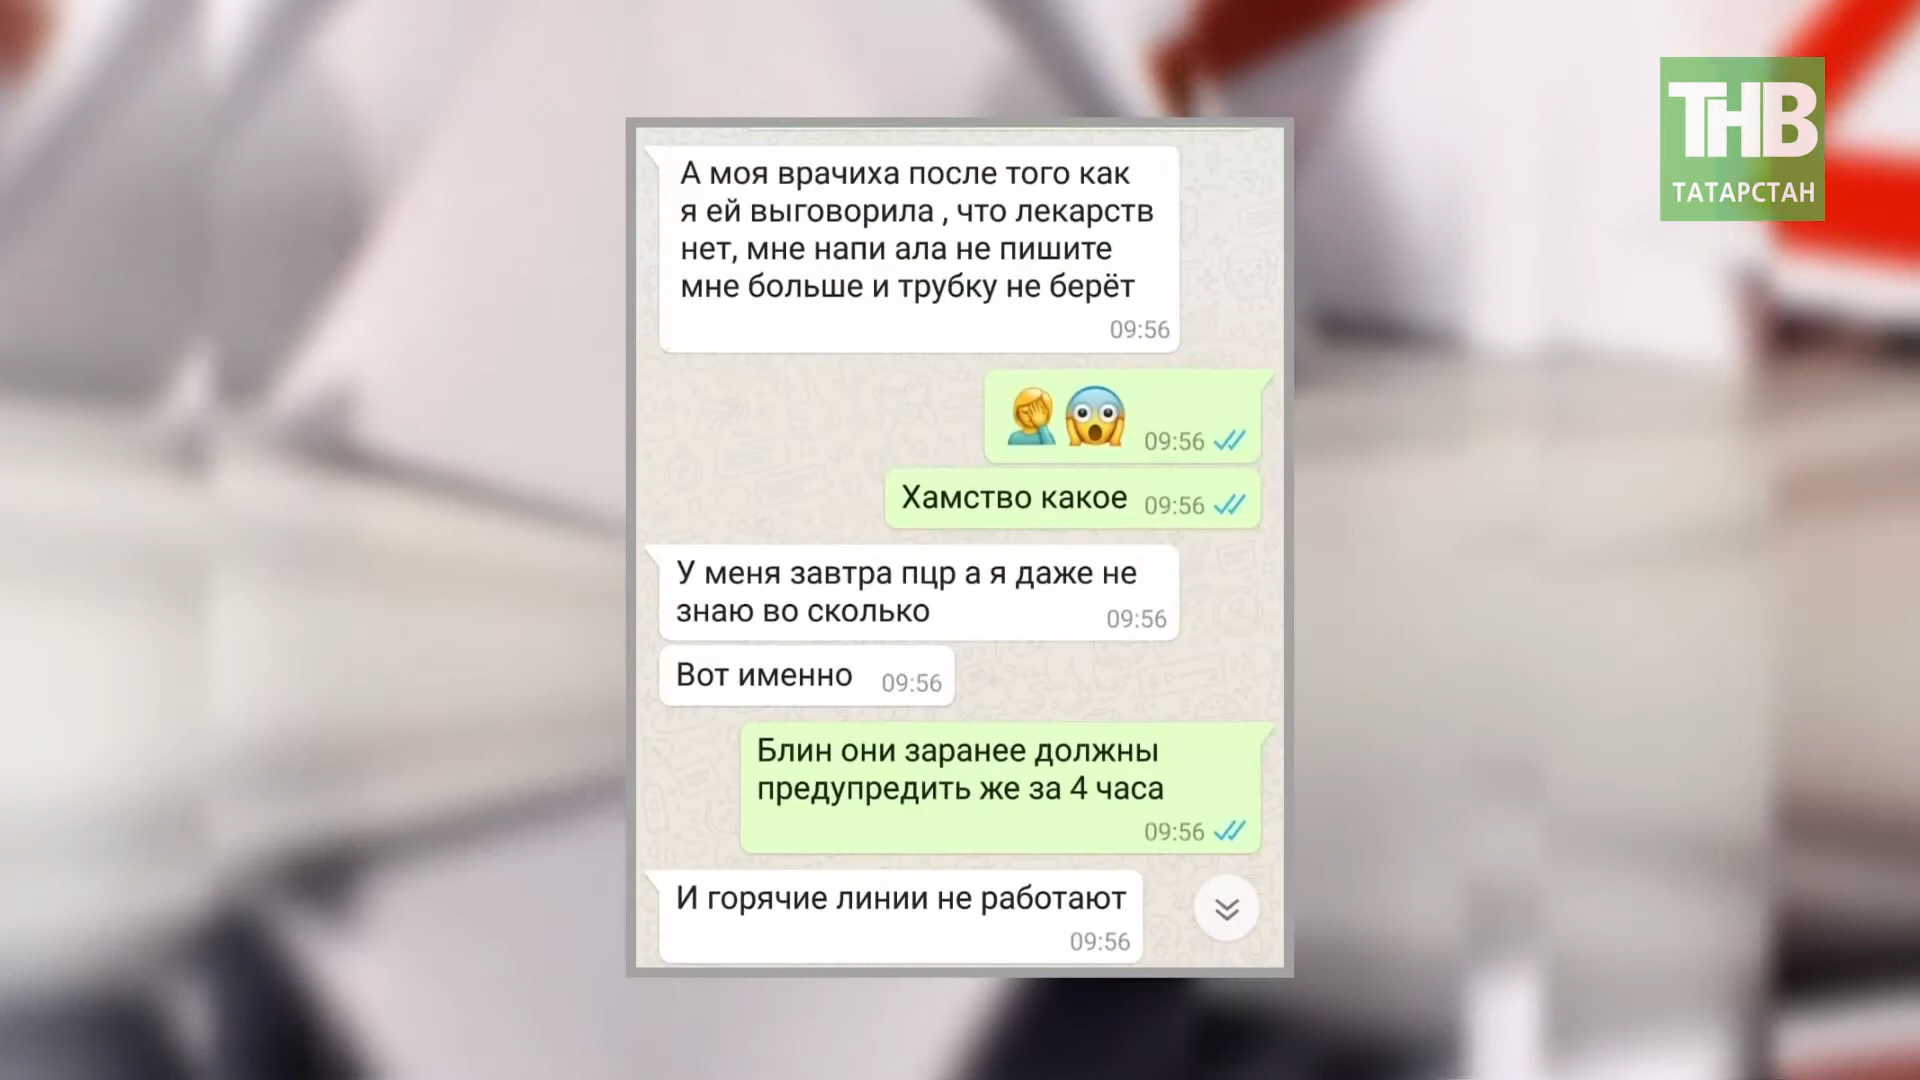 ТНВ
ТАТАРСТАН
А моя врачиха после того как
я ей выговорила , что лекарств
нет, мне напи ала не пишите
мне больше и трубку не берёт
09:56
🤦😱 09:56
Хамство какое 09:56
У меня завтра пцр а я даже не
знаю во сколько 09:56
Вот именно 09:56
Блин они заранее должны
предупредить же за 4 часа
09:56
И горячие линии не работают
09:56